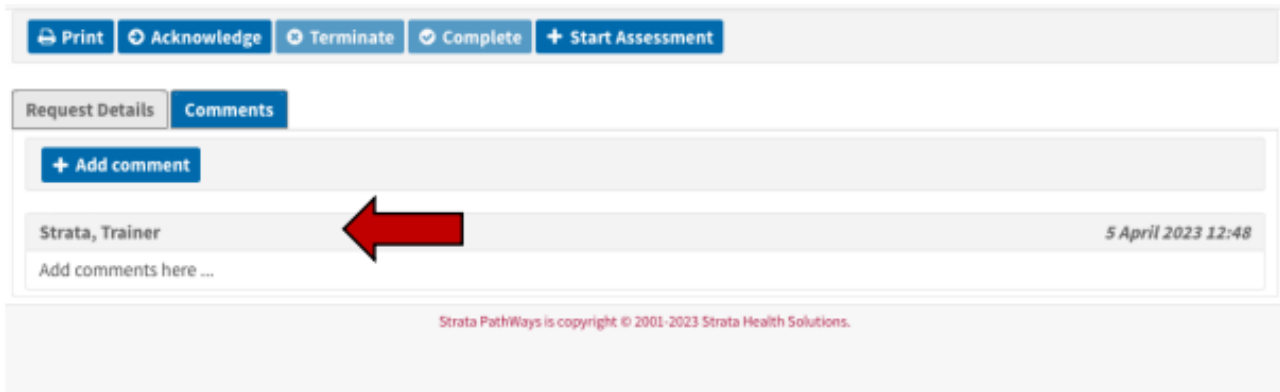 Print Acknowledge Terminate Complete + Start Assessment
Request Details Comments
+ Add comment
Strata, Trainer 5 April 2023 12:48
Add comments here ...
Strata PathWays is copyright © 2001-2023 Strata Health Solutions.